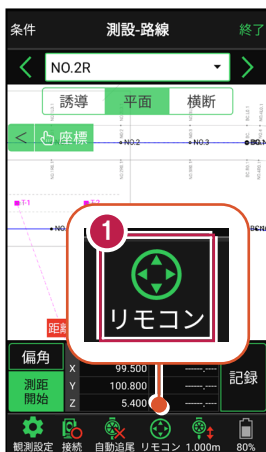 条件 測設-路線 終了
NO.2R
誘導 平面 横断
< 座標
NO.2 NO.3
T-1
NO
1
リモコン
距離
偏角
測距
開始
X 99.500 -----.----
Y 100.800 -----.----
Z 5.400 -----.----
記録
観測設定 接続 自動追尾 リモコン 1.000m 80%